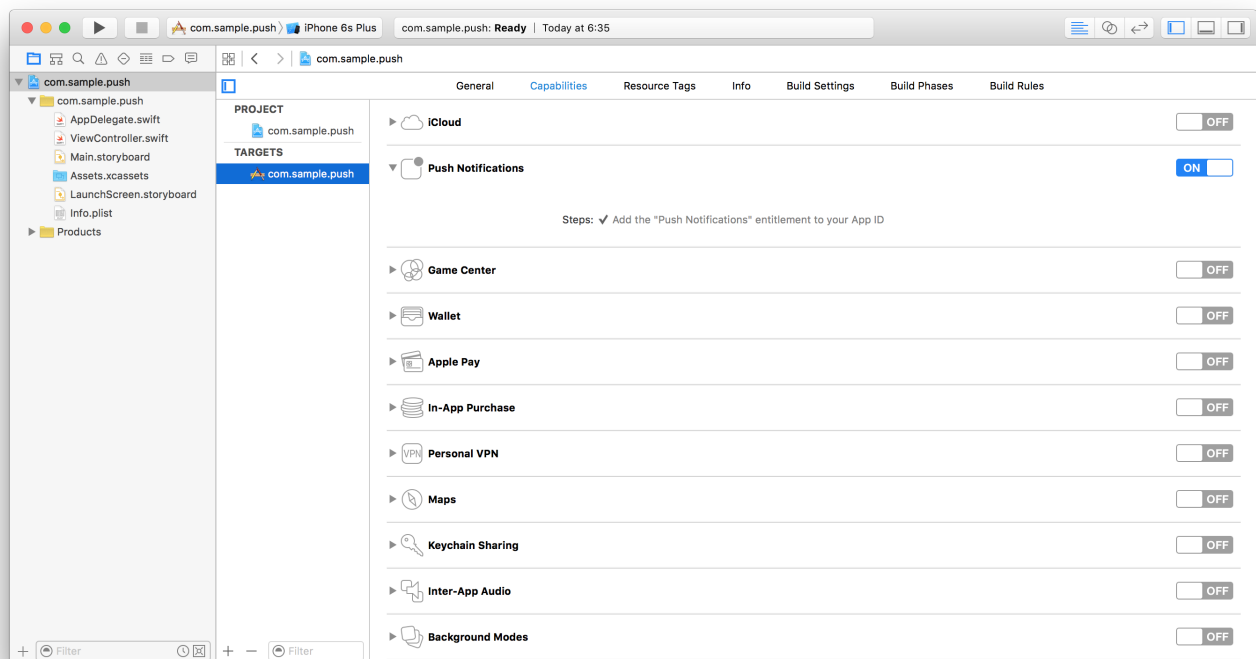 com.sample.push iPhone 6s Plus com.sample.push: Ready | Today at 6:35
com.sample.push
com.sample.push
com.sample.push
AppDelegate.swift
ViewController.swift
Main.storyboard
Assets.xcassets
LaunchScreen.storyboard
Info.plist
Products
Filter
General Capabilities Resource Tags Info Build Settings Build Phases Build Rules
PROJECT
com.sample.push
TARGETS
com.sample.push
Filter
iCloud OFF
Push Notifications ON
Steps: ✓ Add the "Push Notifications" entitlement to your App ID
Game Center OFF
Wallet OFF
Apple Pay OFF
In-App Purchase OFF
VPN Personal VPN OFF
Maps OFF
Keychain Sharing OFF
Inter-App Audio OFF
Background Modes OFF